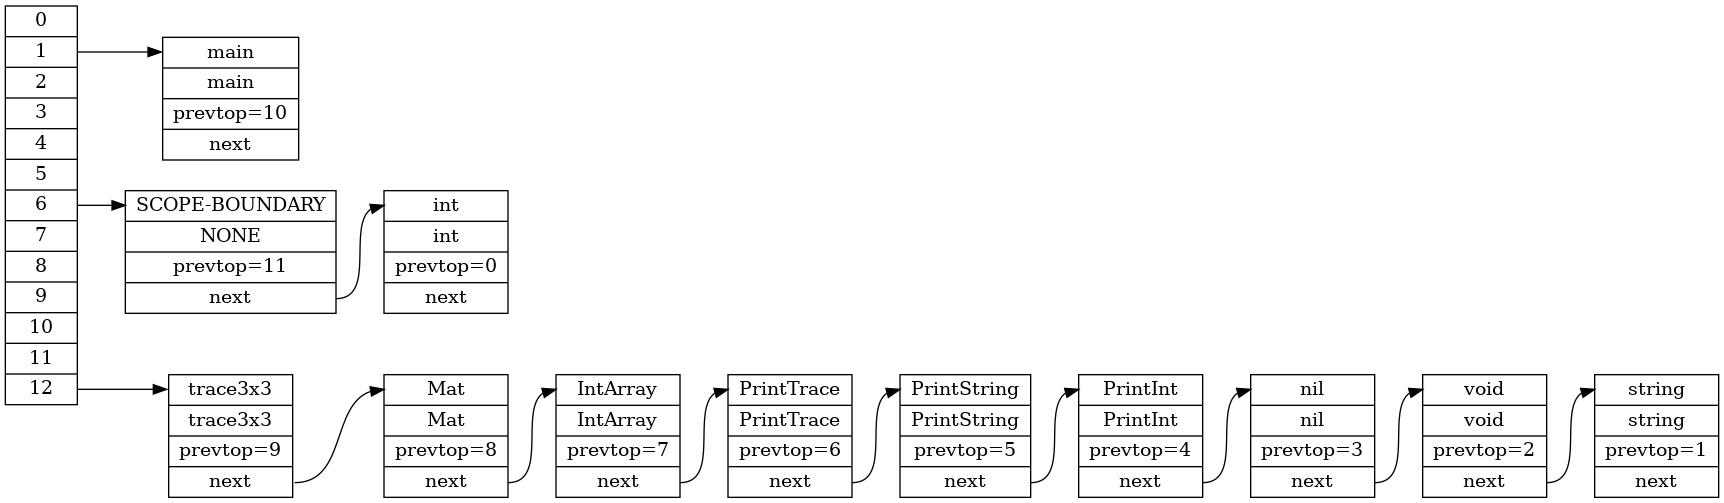 0
1
2
3
4
5
6
7
8
9
10
11
12
main
main
prevtop=10
next
SCOPE-BOUNDARY
NONE
prevtop=11
next
int
int
prevtop=0
next
trace3x3
trace3x3
prevtop=9
next
Mat
Mat
prevtop=8
next
IntArray
IntArray
prevtop=7
next
PrintTrace
PrintTrace
prevtop=6
next
PrintString
PrintString
prevtop=5
next
PrintInt
PrintInt
prevtop=4
next
nil
nil
prevtop=3
next
void
void
prevtop=2
next
string
string
prevtop=1
next